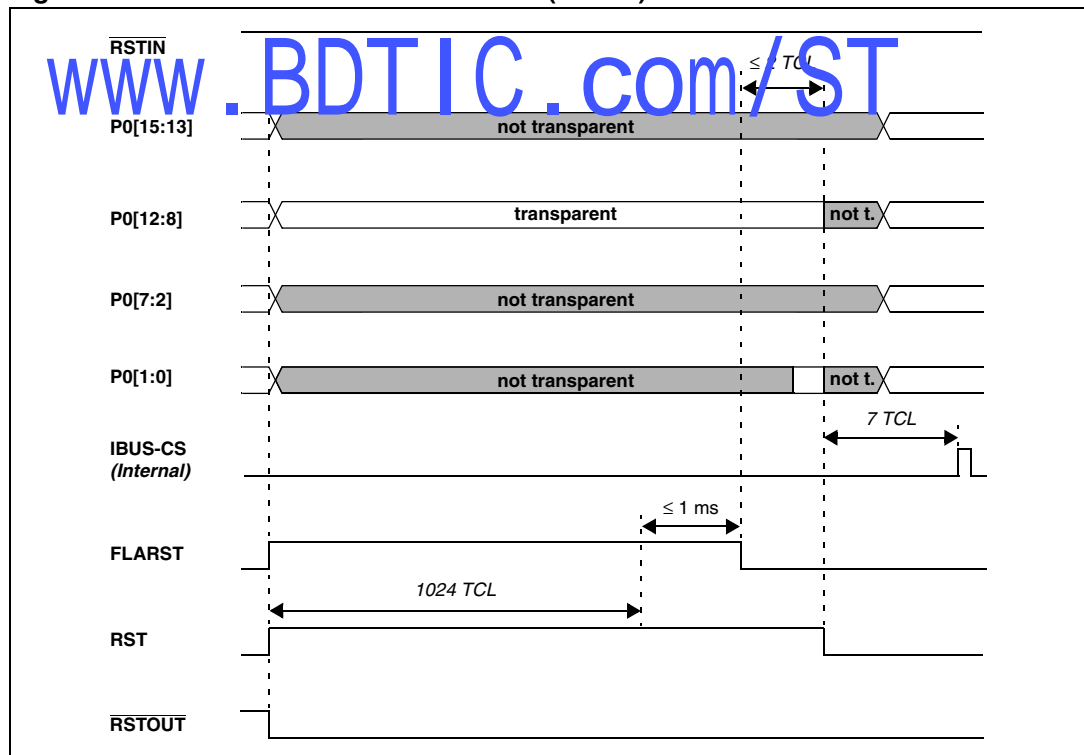 RSTIN
≤ 2 TCL
www.BDTIC.com/ST
P0[15:13]
not transparent
P0[12:8]
transparent
not t.
P0[7:2]
not transparent
P0[1:0]
not transparent
not t.
7 TCL
IBUS-CS
(Internal)
≤ 1 ms
FLARST
1024 TCL
RST
RSTOUT